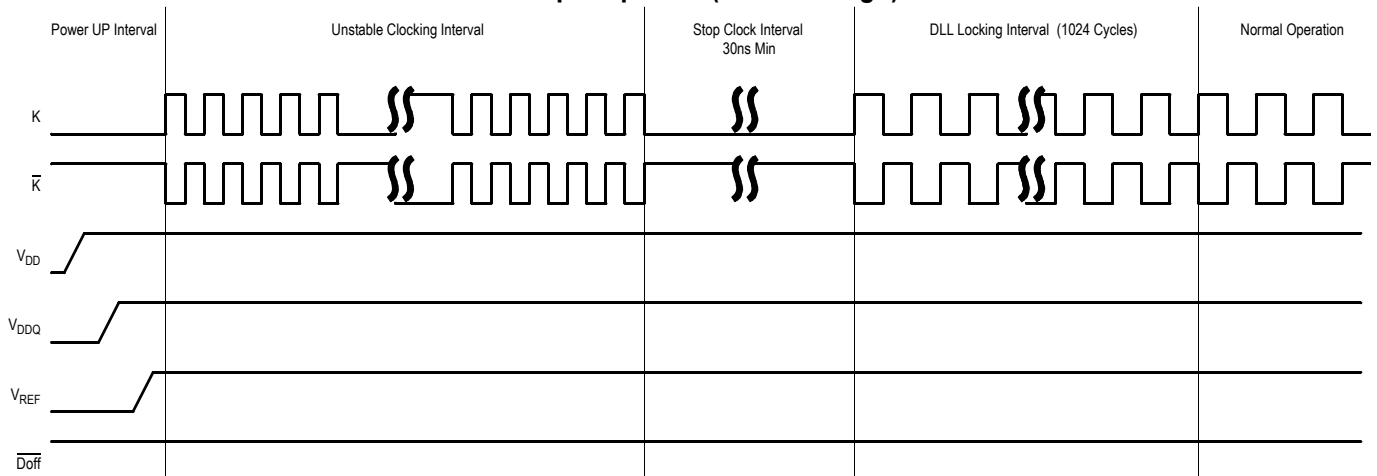 Power UP Interval
Unstable Clocking Interval
Stop Clock Interval
30ns Min
DLL Locking Interval (1024 Cycles)
Normal Operation
K
K̅
VDD
VDDQ
VREF
D̅o̅f̅f̅